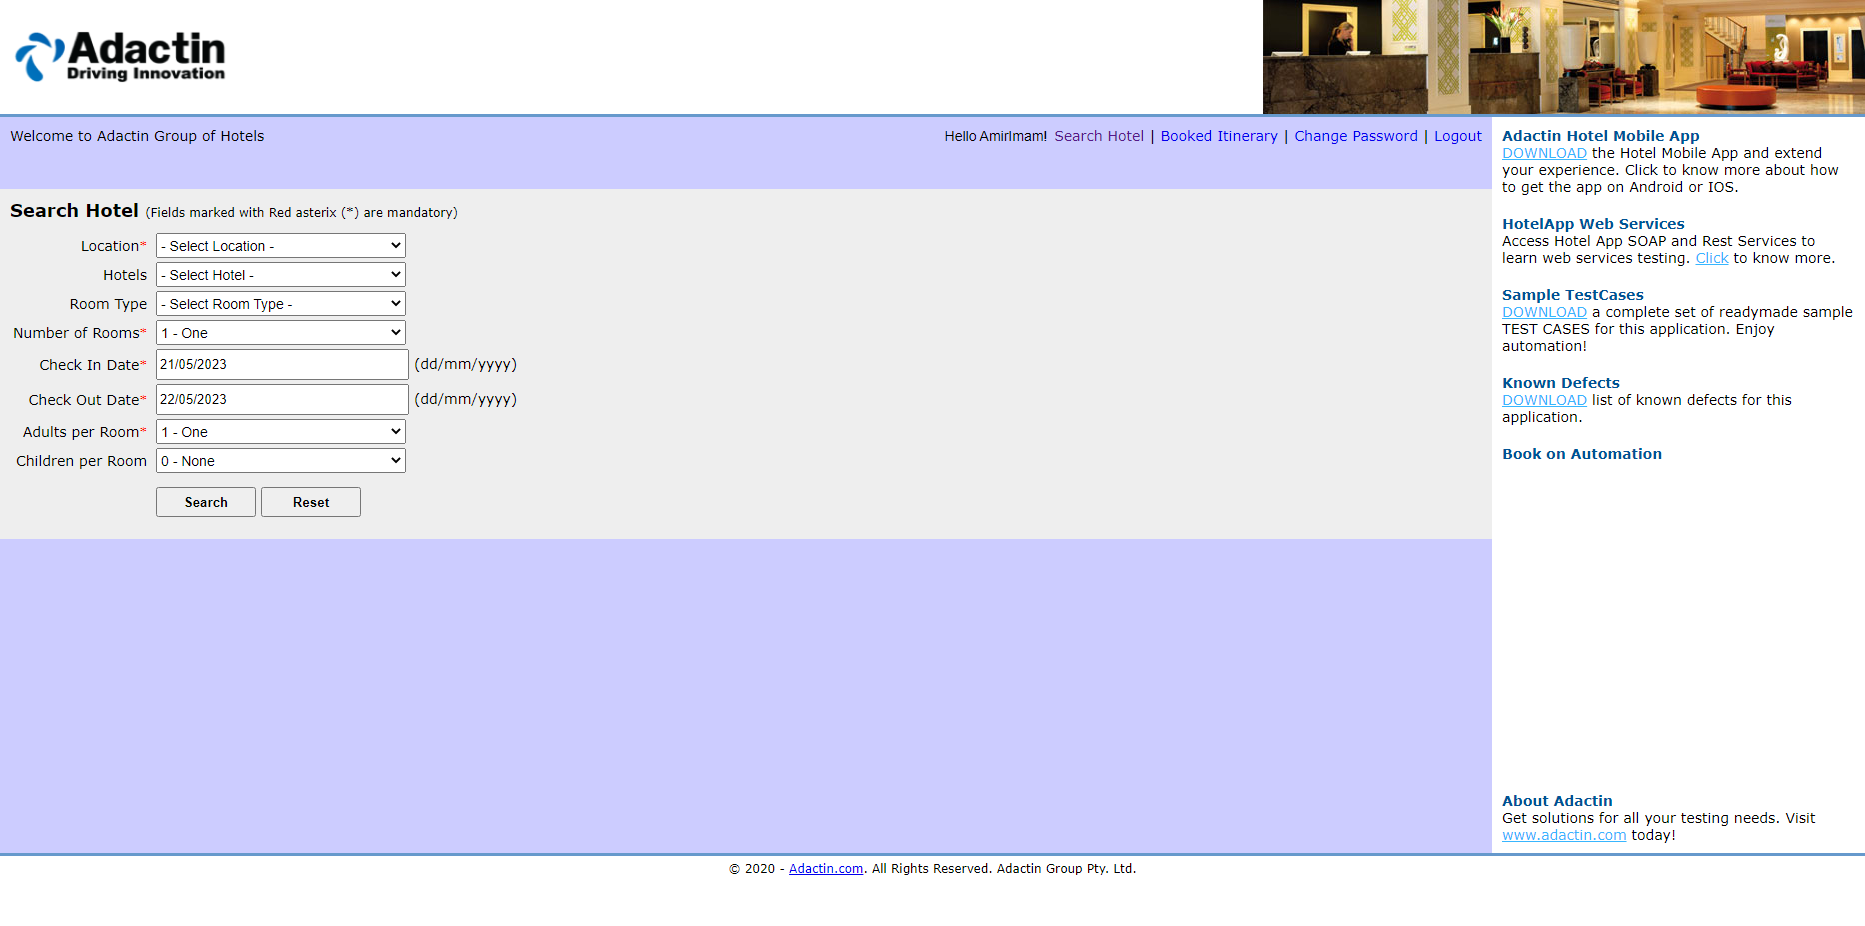 Adactin
Driving Innovation
Welcome to Adactin Group of Hotels
Hello AmirImam! Search Hotel | Booked Itinerary | Change Password | Logout
Search Hotel (Fields marked with Red asterix (*) are mandatory)
Location* - Select Location -
Hotels - Select Hotel -
Room Type - Select Room Type -
Number of Rooms* 1 - One
Check In Date* 21/05/2023 (dd/mm/yyyy)
Check Out Date* 22/05/2023 (dd/mm/yyyy)
Adults per Room* 1 - One
Children per Room 0 - None
Search Reset
Adactin Hotel Mobile App
DOWNLOAD the Hotel Mobile App and extend
your experience. Click to know more about how
to get the app on Android or IOS.
HotelApp Web Services
Access Hotel App SOAP and Rest Services to
learn web services testing. Click to know more.
Sample TestCases
DOWNLOAD a complete set of readymade sample
TEST CASES for this application. Enjoy
automation!
Known Defects
DOWNLOAD list of known defects for this
application.
Book on Automation
About Adactin
Get solutions for all your testing needs. Visit
www.adactin.com today!
© 2020 - Adactin.com. All Rights Reserved. Adactin Group Pty. Ltd.